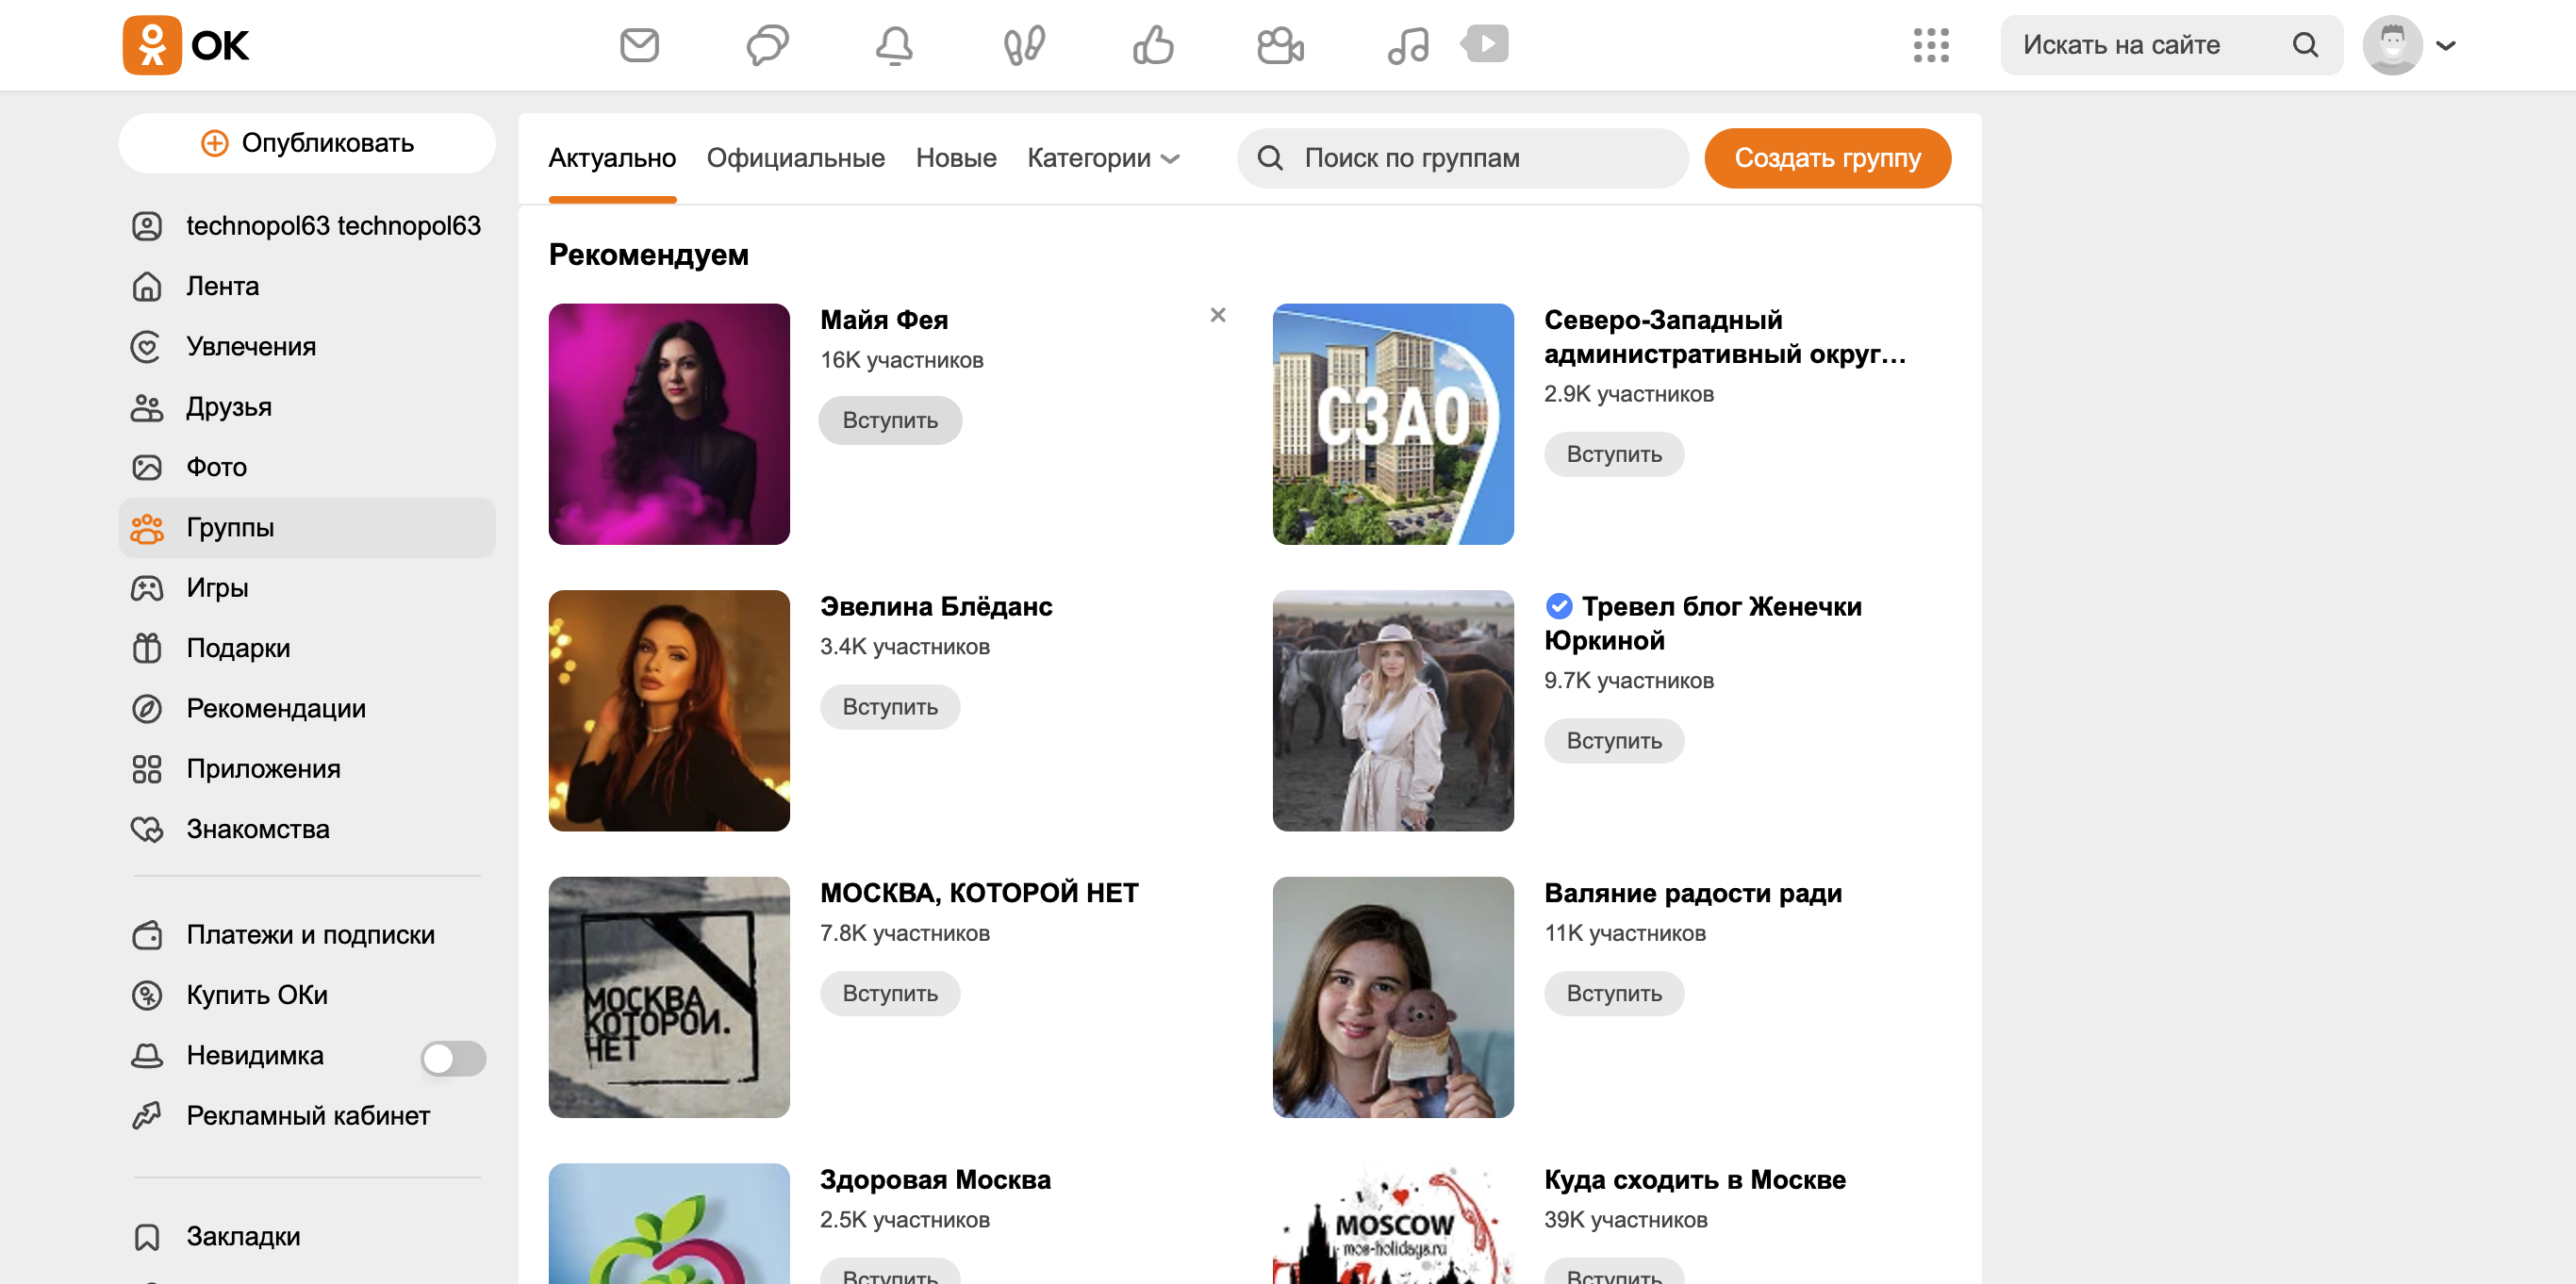 OK
Искать на сайте
Опубликовать
technopol63 technopol63
Лента
Увлечения
Друзья
Фото
Группы
Игры
Подарки
Рекомендации
Приложения
Знакомства
Платежи и подписки
Купить ОКи
Невидимка
Рекламный кабинет
Закладки
Актуально Официальные Новые Категории
Поиск по группам
Создать группу
Рекомендуем
Майя Фея
16K участников
Вступить
СЗАО
Северо-Западный
административный округ...
2.9K участников
Вступить
Эвелина Блёданс
3.4K участников
Вступить
Тревел блог Женечки
Юркиной
9.7K участников
Вступить
МОСКВА,
КОТОРОЙ.
НЕТ
МОСКВА, КОТОРОЙ НЕТ
7.8K участников
Вступить
Валяние радости ради
11K участников
Вступить
Здоровая Москва
2.5K участников
Вступить
MOSCOW
mos-holidays.ru
Куда сходить в Москве
39K участников
Вступить